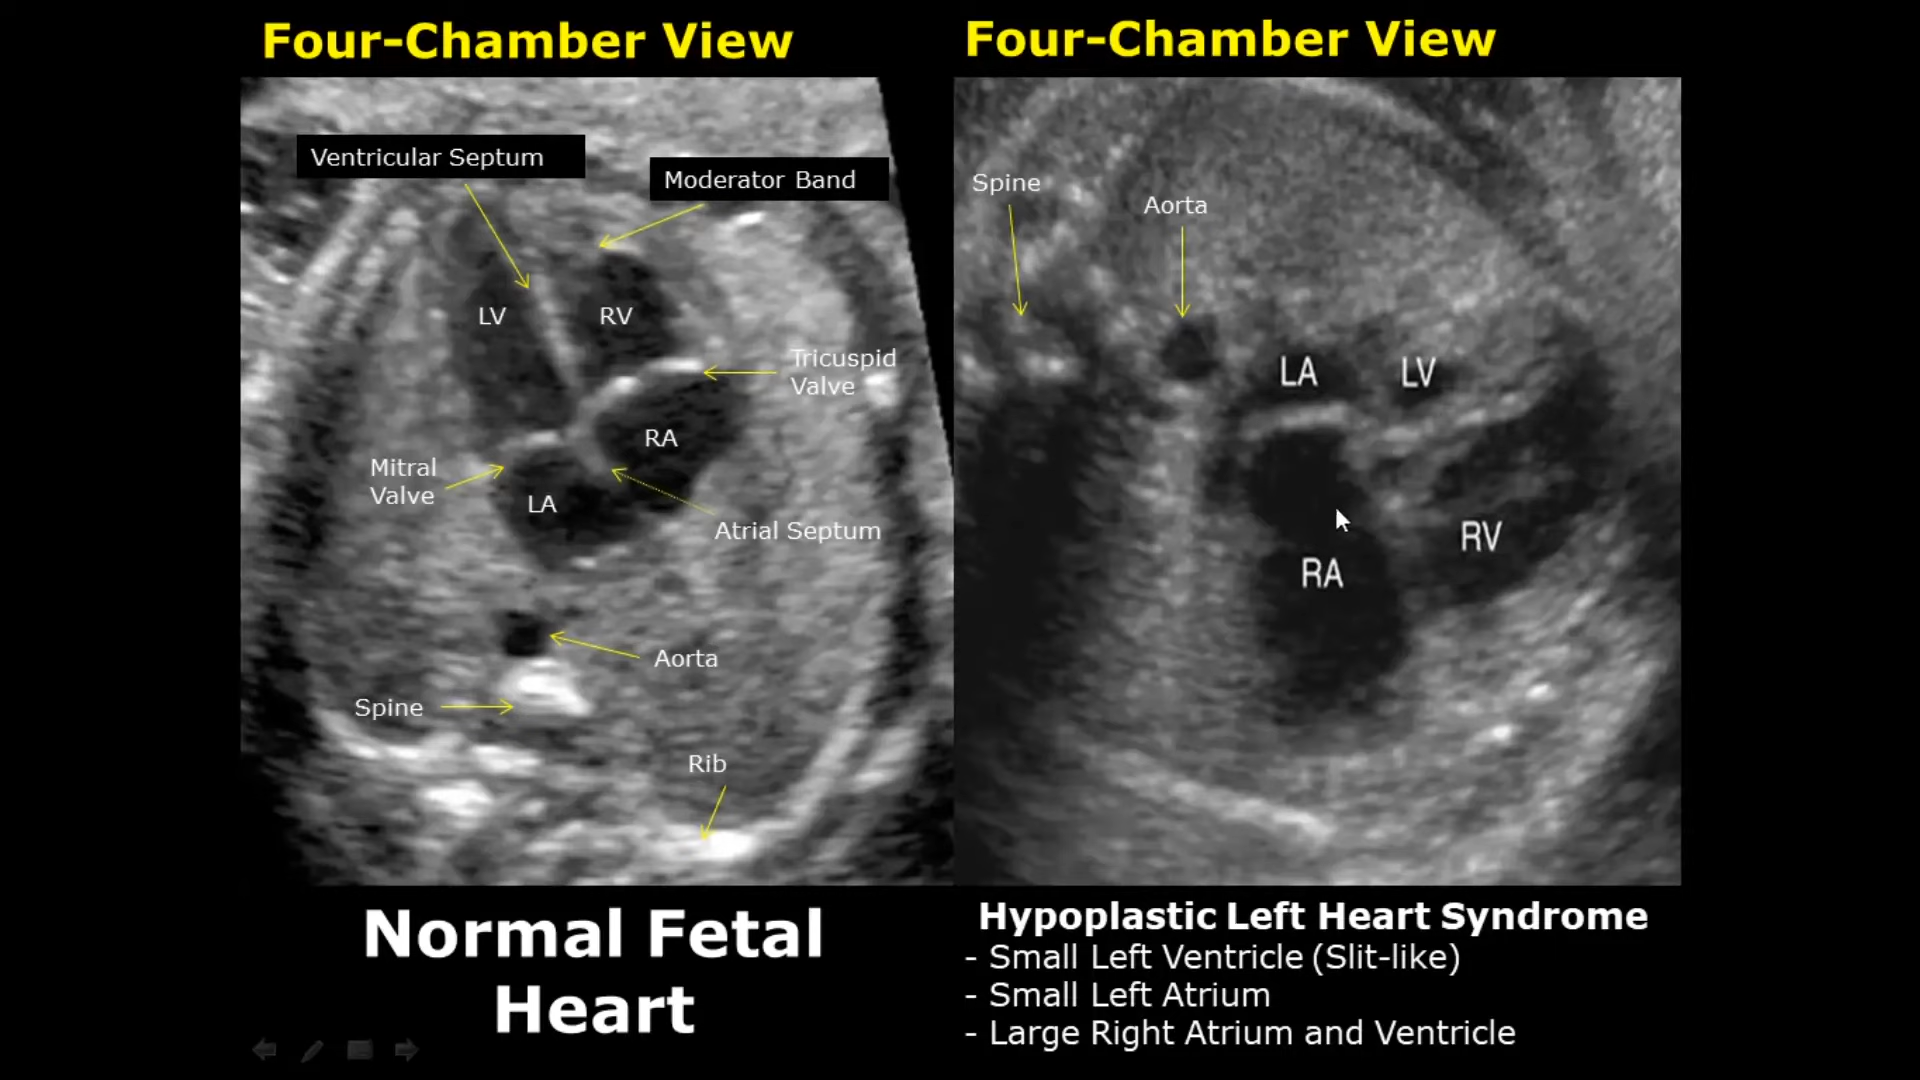 Four-Chamber View
Ventricular Septum
Moderator Band
LV
RV
Tricuspid
Valve
RA
Mitral
Valve
LA
Atrial Septum
Aorta
Spine
Rib
Normal Fetal
Heart
Four-Chamber View
Spine
Aorta
LA
LV
RV
RA
Hypoplastic Left Heart Syndrome
- Small Left Ventricle (Slit-like)
- Small Left Atrium
- Large Right Atrium and Ventricle